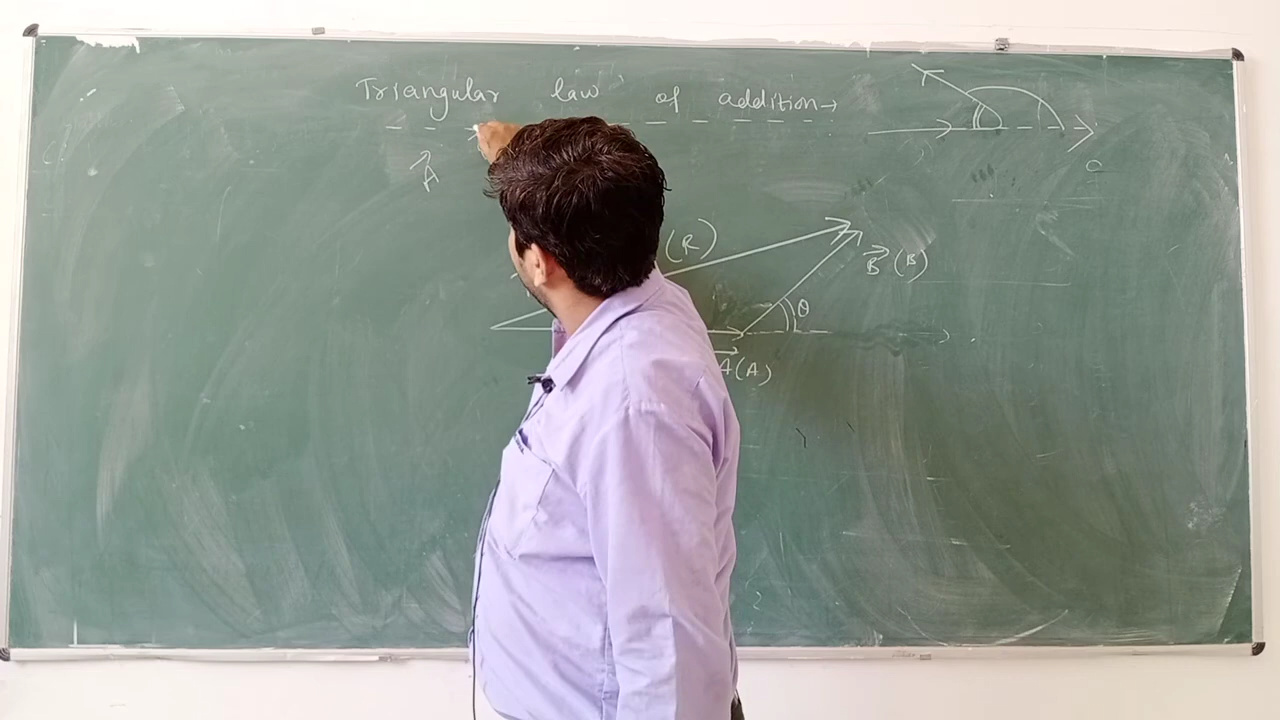 Triangular law of addition→
A
(R)
B (B)
θ
A (A)